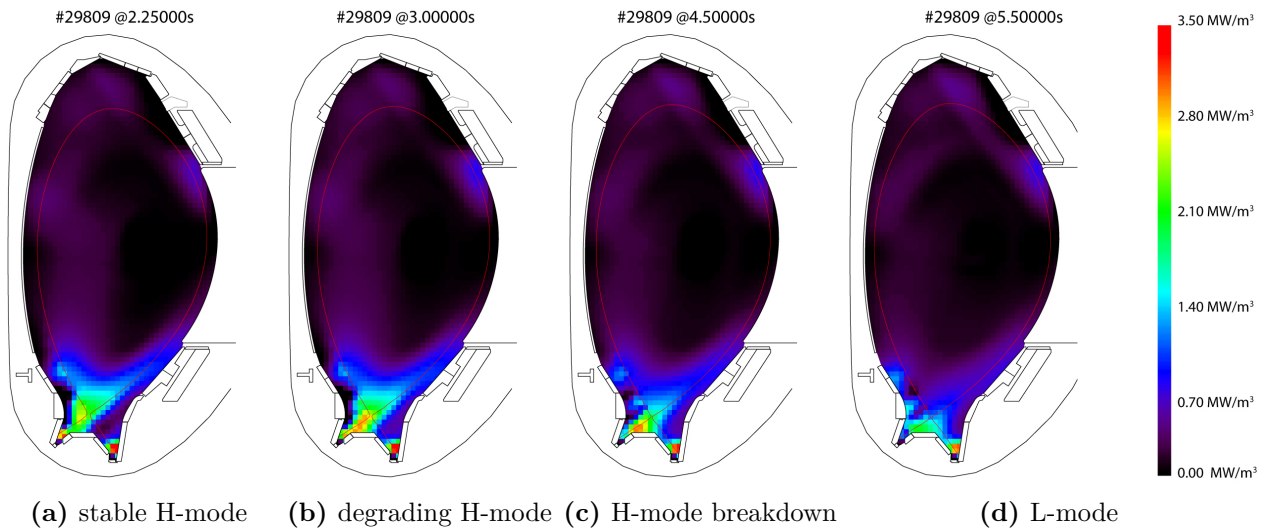 #29809 @2.25000s
#29809 @3.00000s
#29809 @4.50000s
#29809 @5.50000s
3.50 MW/m³
2.80 MW/m³
2.10 MW/m³
1.40 MW/m³
0.70 MW/m³
0.00 MW/m³
(a) stable H-mode
(b) degrading H-mode
(c) H-mode breakdown
(d) L-mode